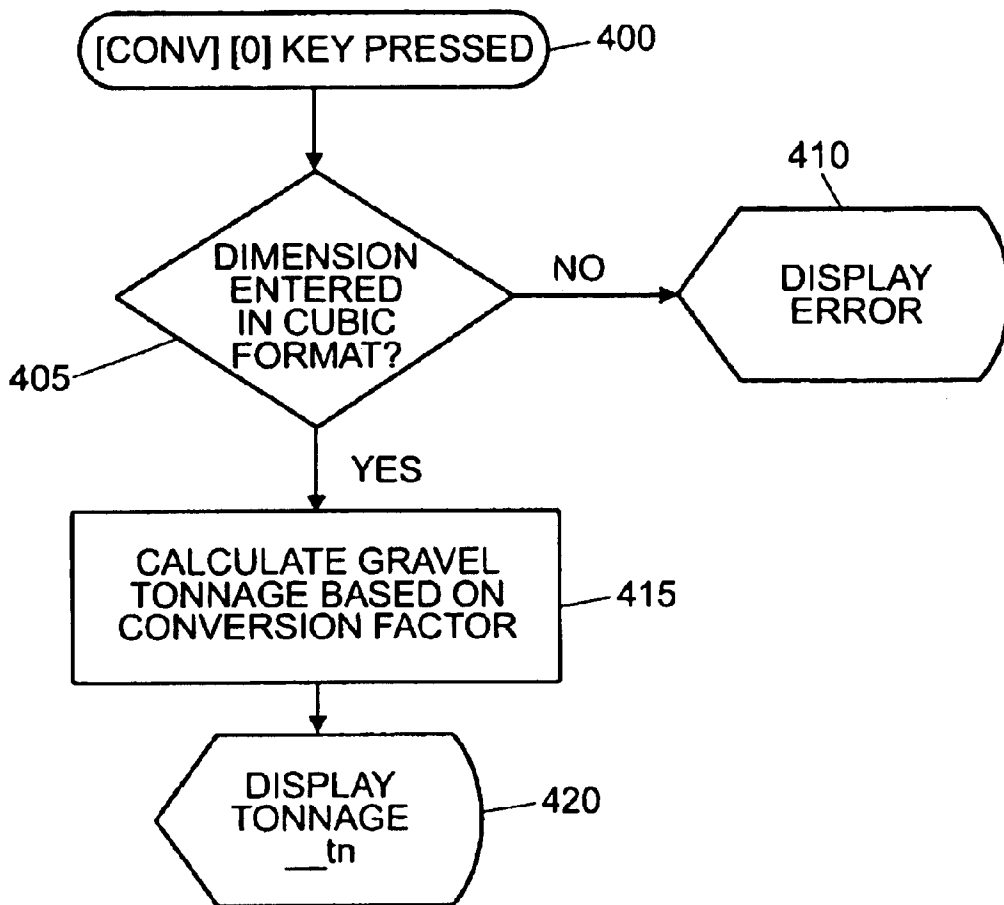 [CONV] [0] KEY PRESSED
400
410
DIMENSION
ENTERED
IN CUBIC
FORMAT?
NO
DISPLAY
ERROR
405
YES
CALCULATE GRAVEL
TONNAGE BASED ON
CONVERSION FACTOR
415
DISPLAY
TONNAGE
__tn
420